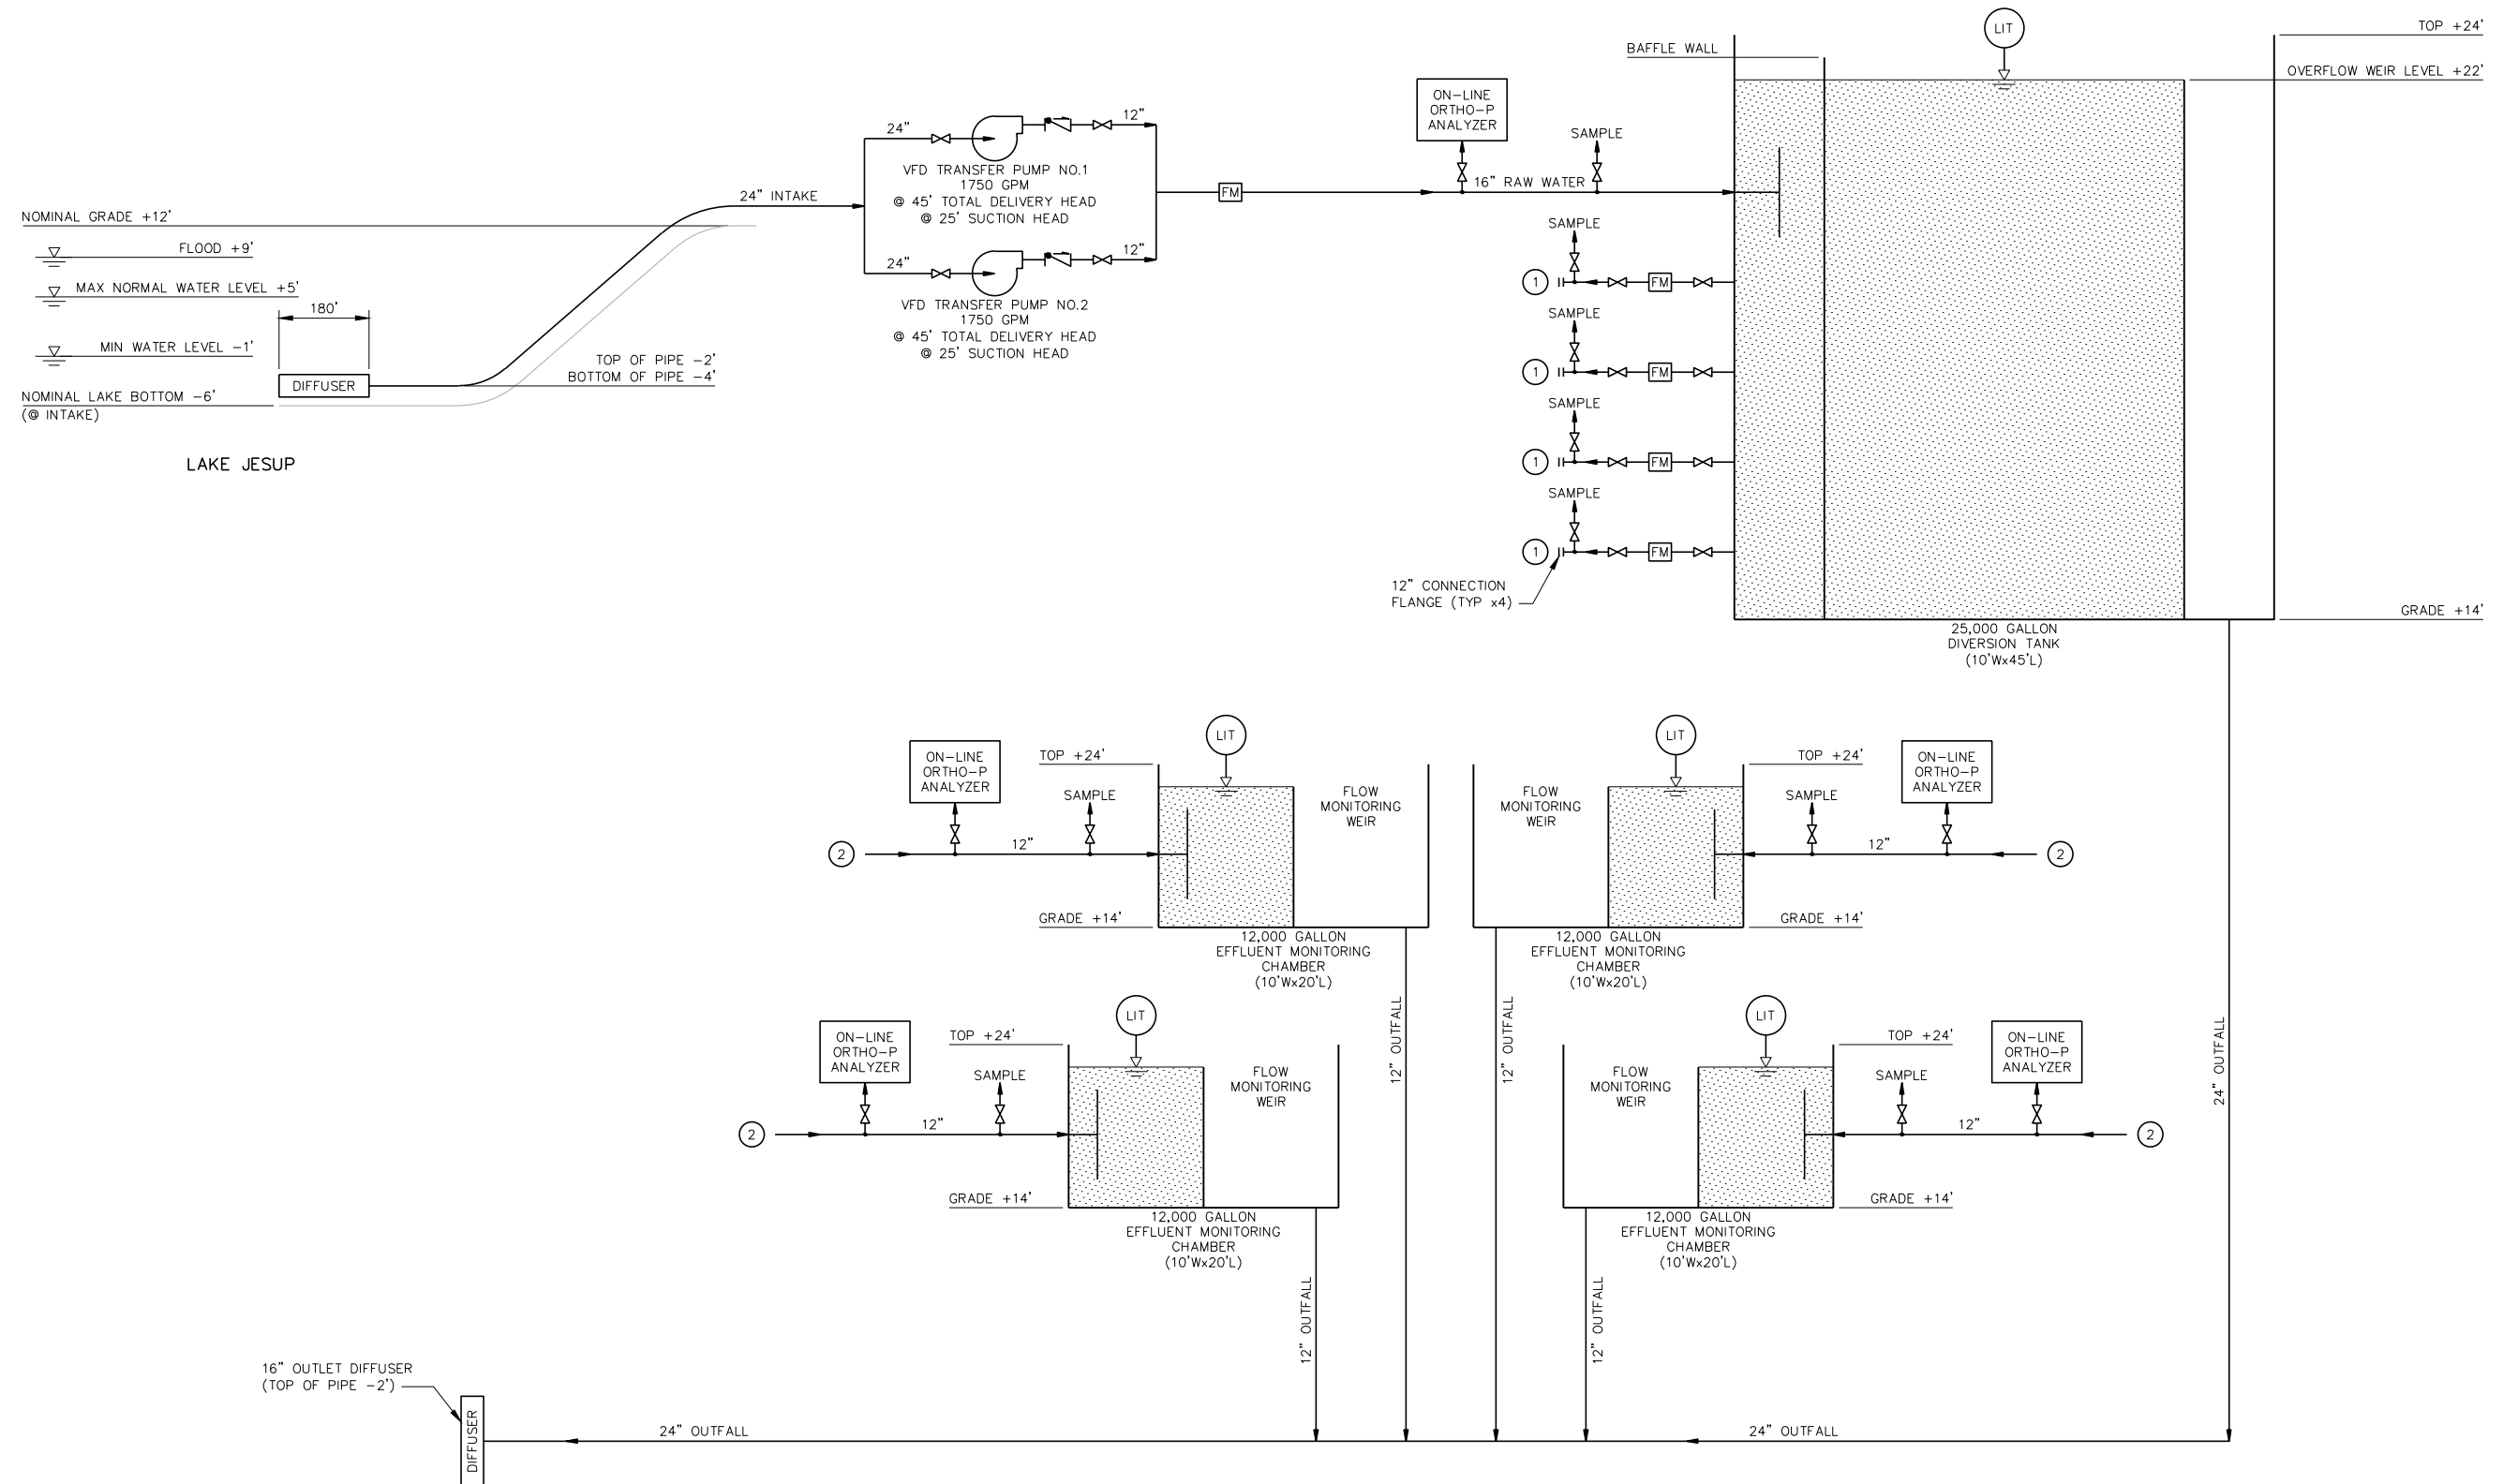 LIT
TOP +24'
BAFFLE WALL
OVERFLOW WEIR LEVEL +22'
ON-LINE
ORTHO-P
ANALYZER
SAMPLE
24"
12"
VFD TRANSFER PUMP NO.1
1750 GPM
@ 45' TOTAL DELIVERY HEAD
@ 25' SUCTION HEAD
24" INTAKE
FM
16" RAW WATER
NOMINAL GRADE +12'
FLOOD +9'
MAX NORMAL WATER LEVEL +5'
180'
MIN WATER LEVEL -1'
DIFFUSER
TOP OF PIPE -2'
BOTTOM OF PIPE -4'
NOMINAL LAKE BOTTOM -6'
(@ INTAKE)
LAKE JESUP
24"
12"
VFD TRANSFER PUMP NO.2
1750 GPM
@ 45' TOTAL DELIVERY HEAD
@ 25' SUCTION HEAD
SAMPLE
1
FM
SAMPLE
1
FM
SAMPLE
1
FM
SAMPLE
1
FM
12" CONNECTION
FLANGE (TYP x4)
GRADE +14'
25,000 GALLON
DIVERSION TANK
(10'Wx45'L)
LIT
ON-LINE
ORTHO-P
ANALYZER
TOP +24'
SAMPLE
FLOW
MONITORING
WEIR
2
12"
GRADE +14'
12,000 GALLON
EFFLUENT MONITORING
CHAMBER
(10'Wx20'L)
LIT
TOP +24'
ON-LINE
ORTHO-P
ANALYZER
FLOW
MONITORING
WEIR
SAMPLE
12"
2
GRADE +14'
12,000 GALLON
EFFLUENT MONITORING
CHAMBER
(10'Wx20'L)
LIT
ON-LINE
ORTHO-P
ANALYZER
TOP +24'
SAMPLE
FLOW
MONITORING
WEIR
2
12"
GRADE +14'
12,000 GALLON
EFFLUENT MONITORING
CHAMBER
(10'Wx20'L)
LIT
TOP +24'
ON-LINE
ORTHO-P
ANALYZER
FLOW
MONITORING
WEIR
SAMPLE
12"
2
GRADE +14'
12,000 GALLON
EFFLUENT MONITORING
CHAMBER
(10'Wx20'L)
12" OUTFALL
12" OUTFALL
24" OUTFALL
12" OUTFALL
12" OUTFALL
16" OUTLET DIFFUSER
(TOP OF PIPE -2')
DIFFUSER
24" OUTFALL
24" OUTFALL